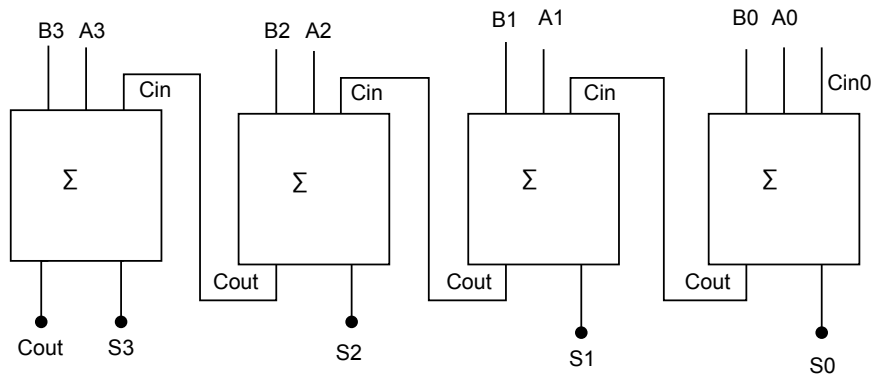 B3 A3 B2 A2 B1 A1 B0 A0
Cin Cin Cin Cin0
Σ Σ Σ Σ
Cout Cout Cout
Cout S3 S2 S1 S0